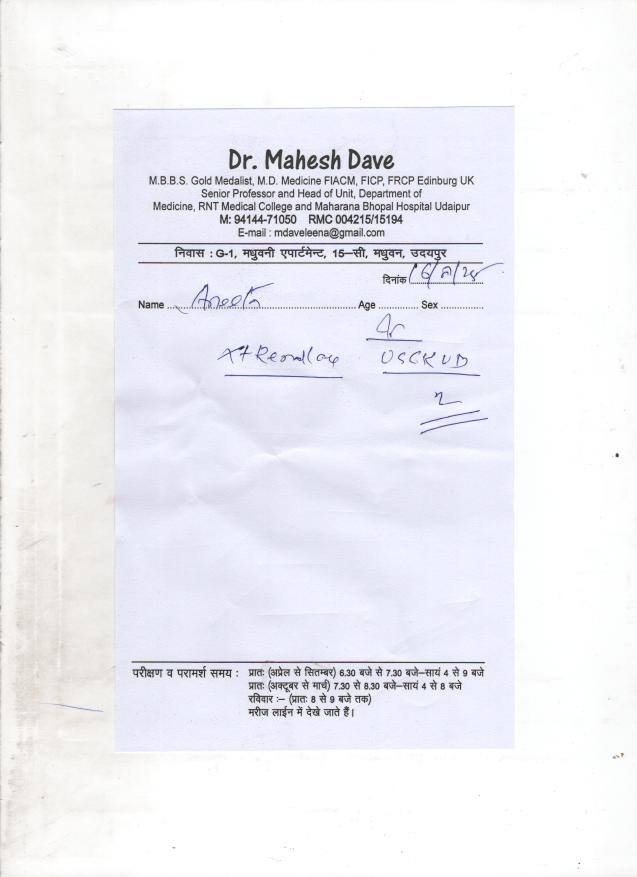 Dr. Mahesh Dave
M.B.B.S. Gold Medalist, M.D. Medicine FIACM, FICP, FRCP Edinburg UK
Senior Professor and Head of Unit, Department of
Medicine, RNT Medical College and Maharana Bhopal Hospital Udaipur
M: 94144-71050 RMC 004215/15194
E-mail : mdaveleena@gmail.com
निवास : G-1, मधुवनी एपार्टमेन्ट, 15–सी, मधुवन, उदयपुर
दिनांक
Name Aneeta Age Sex
USG KUB
परीक्षण व परामर्श समय : प्रातः (अप्रेल से सितम्बर) 6.30 बजे से 7.30 बजे–सायं 4 से 9 बजे
प्रातः (अक्टूबर से मार्च) 7.30 से 8.30 बजे–सायं 4 से 8 बजे
रविवार :– (प्रातः 8 से 9 बजे तक)
मरीज लाईन में देखे जाते हैं।